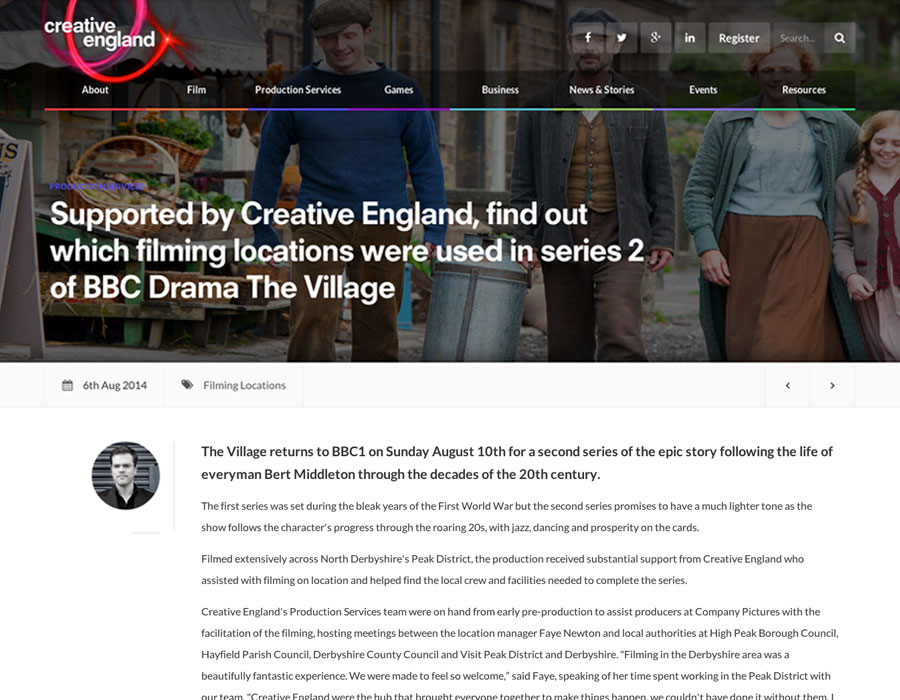 creative
england
Register
Search...
About
Film
Production Services
Games
Business
News & Stories
Events
Resources
PRODUCTION SERVICES
Supported by Creative England, find out
which filming locations were used in series 2
of BBC Drama The Village
6th Aug 2014
Filming Locations
The Village returns to BBC1 on Sunday August 10th for a second series of the epic story following the life of
everyman Bert Middleton through the decades of the 20th century.
The first series was set during the bleak years of the First World War but the second series promises to have a much lighter tone as the
show follows the character's progress through the roaring 20s, with jazz, dancing and prosperity on the cards.
Filmed extensively across North Derbyshire's Peak District, the production received substantial support from Creative England who
assisted with filming on location and helped find the local crew and facilities needed to complete the series.
Creative England's Production Services team were on hand from early pre-production to assist producers at Company Pictures with the
facilitation of the filming, hosting meetings between the location manager Faye Newton and local authorities at High Peak Borough Council,
Hayfield Parish Council, Derbyshire County Council and Visit Peak District and Derbyshire. "Filming in the Derbyshire area was a
beautifully fantastic experience. We were made to feel so welcome," said Faye, speaking of her time spent working in the Peak District with
our team. "Creative England were the hub that brought everyone together to make things happen, we couldn't have done it without them. I